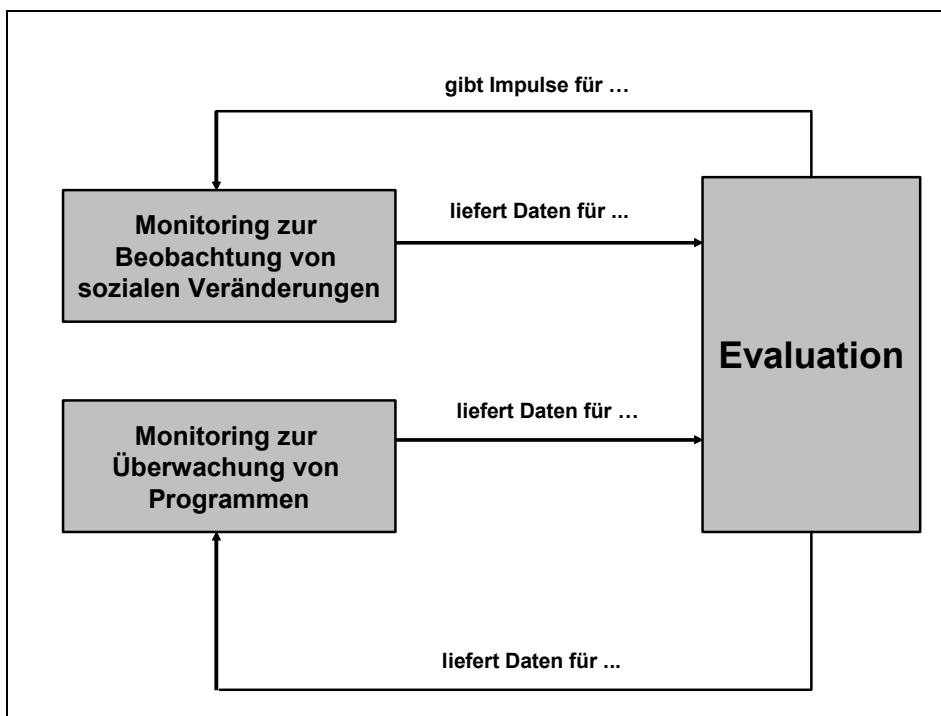 gibt Impulse für …
Monitoring zur
Beobachtung von
sozialen Veränderungen
liefert Daten für ...
Evaluation
Monitoring zur
Überwachung von
Programmen
liefert Daten für …
liefert Daten für ...